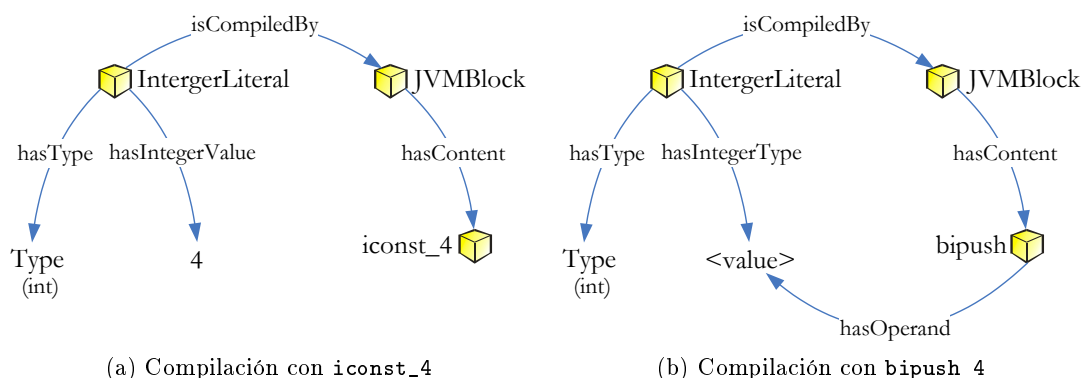 isCompiledBy
IntergerLiteral
JVMBlock
hasType
hasIntegerValue
hasContent
Type
(int)
4
iconst_4
(a) Compilación con iconst_4
isCompiledBy
IntergerLiteral
JVMBlock
hasType
hasIntegerType
hasContent
Type
(int)
<value>
bipush
hasOperand
(b) Compilación con bipush 4